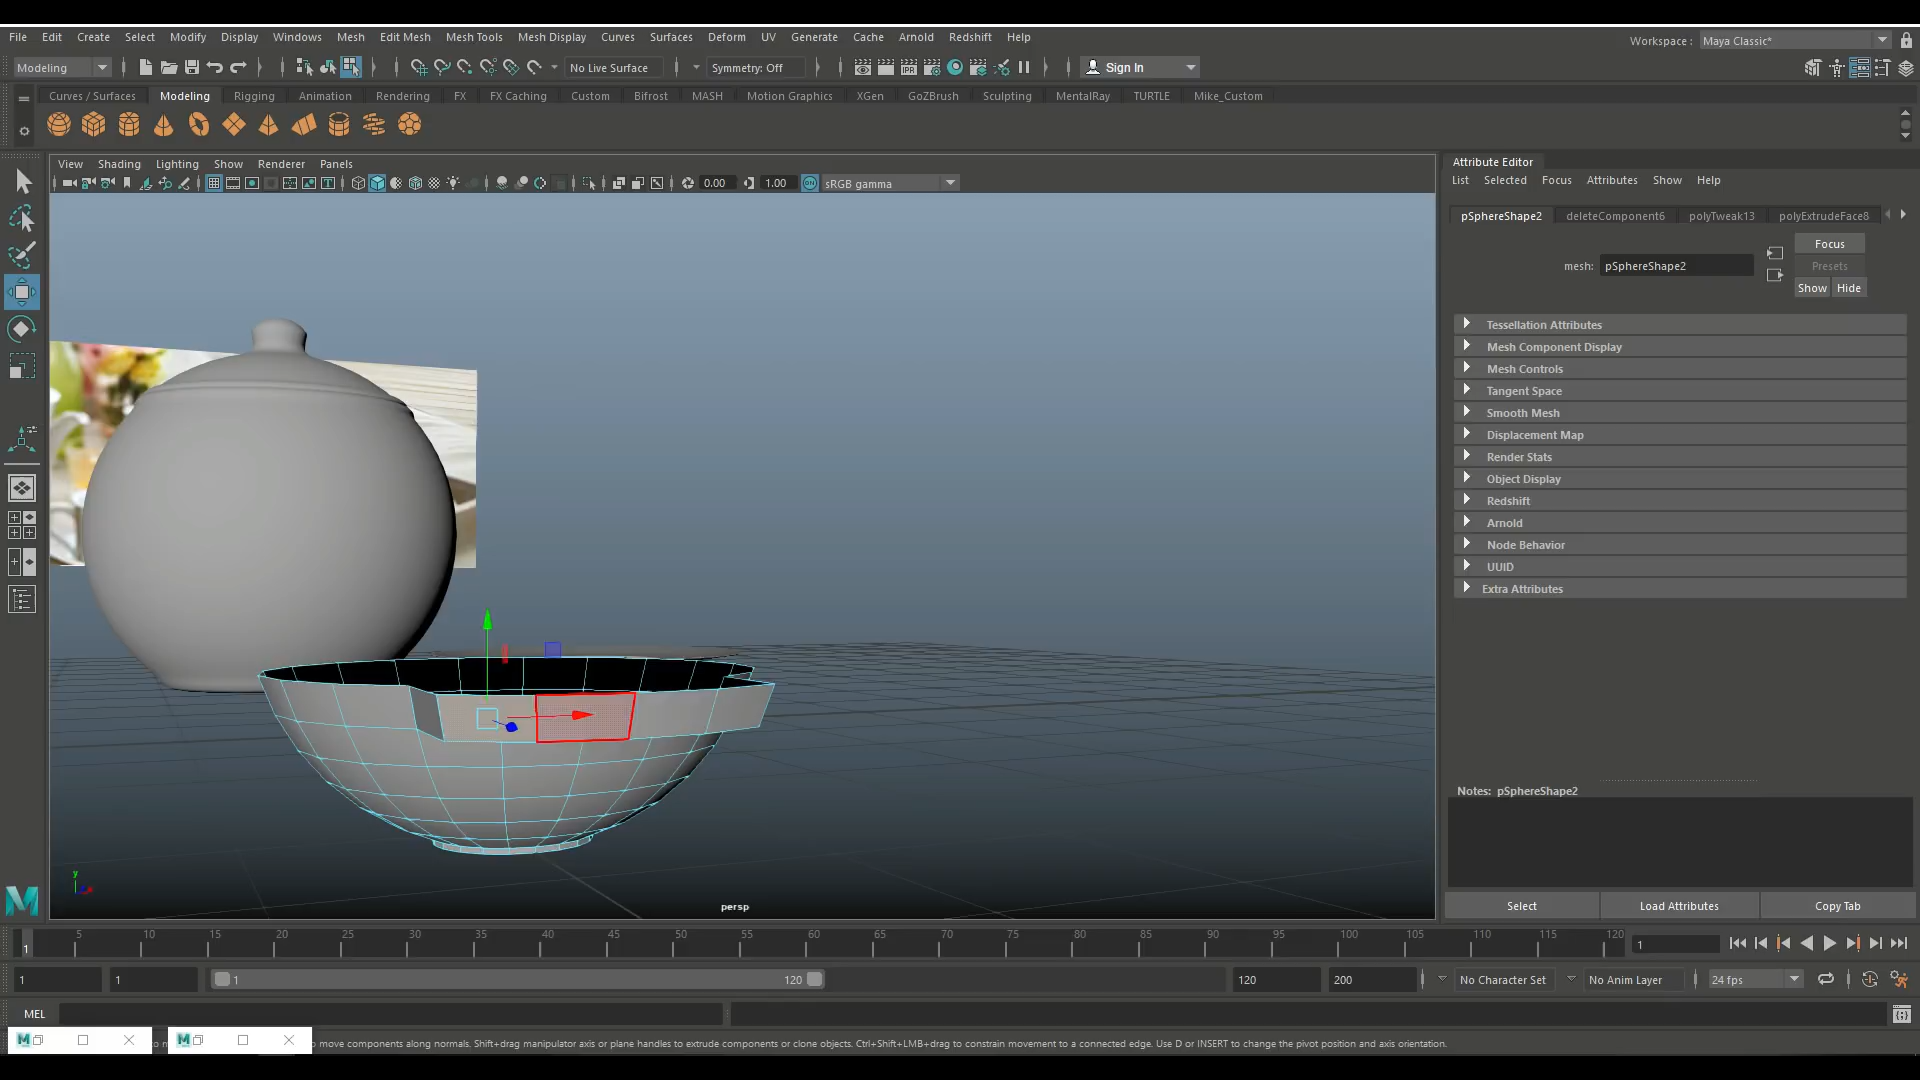 File Edit Create Select Modify Display Windows Mesh Edit Mesh Mesh Tools Mesh Display Curves Surfaces Deform UV Generate Cache Arnold Redshift Help
Workspace : Maya Classic*
Modeling No Live Surface Symmetry: Off IPR Sign In
Curves / Surfaces Modeling Rigging Animation Rendering FX FX Caching Custom Bifrost MASH Motion Graphics XGen GoZBrush Sculpting MentalRay TURTLE Mike_Custom
View Shading Lighting Show Renderer Panels
0.00 1.00 ON sRGB gamma
Attribute Editor
List Selected Focus Attributes Show Help
pSphereShape2 deleteComponent6 polyTweak13 polyExtrudeFace8
Focus
mesh: pSphereShape2
Presets
Show Hide
Tessellation Attributes
Mesh Component Display
Mesh Controls
Tangent Space
Smooth Mesh
Displacement Map
Render Stats
Object Display
Redshift
Arnold
Node Behavior
UUID
Extra Attributes
Notes: pSphereShape2
Select Load Attributes Copy Tab
y
persp
1 5 10 15 20 25 30 35 40 45 50 55 60 65 70 75 80 85 90 95 100 105 110 115 120 1
1 1 1 120 120 200 No Character Set No Anim Layer 24 fps
MEL
to move components along normals. Shift+drag manipulator axis or plane handles to extrude components or clone objects. Ctrl+Shift+LMB+drag to constrain movement to a connected edge. Use D or INSERT to change the pivot position and axis orientation.